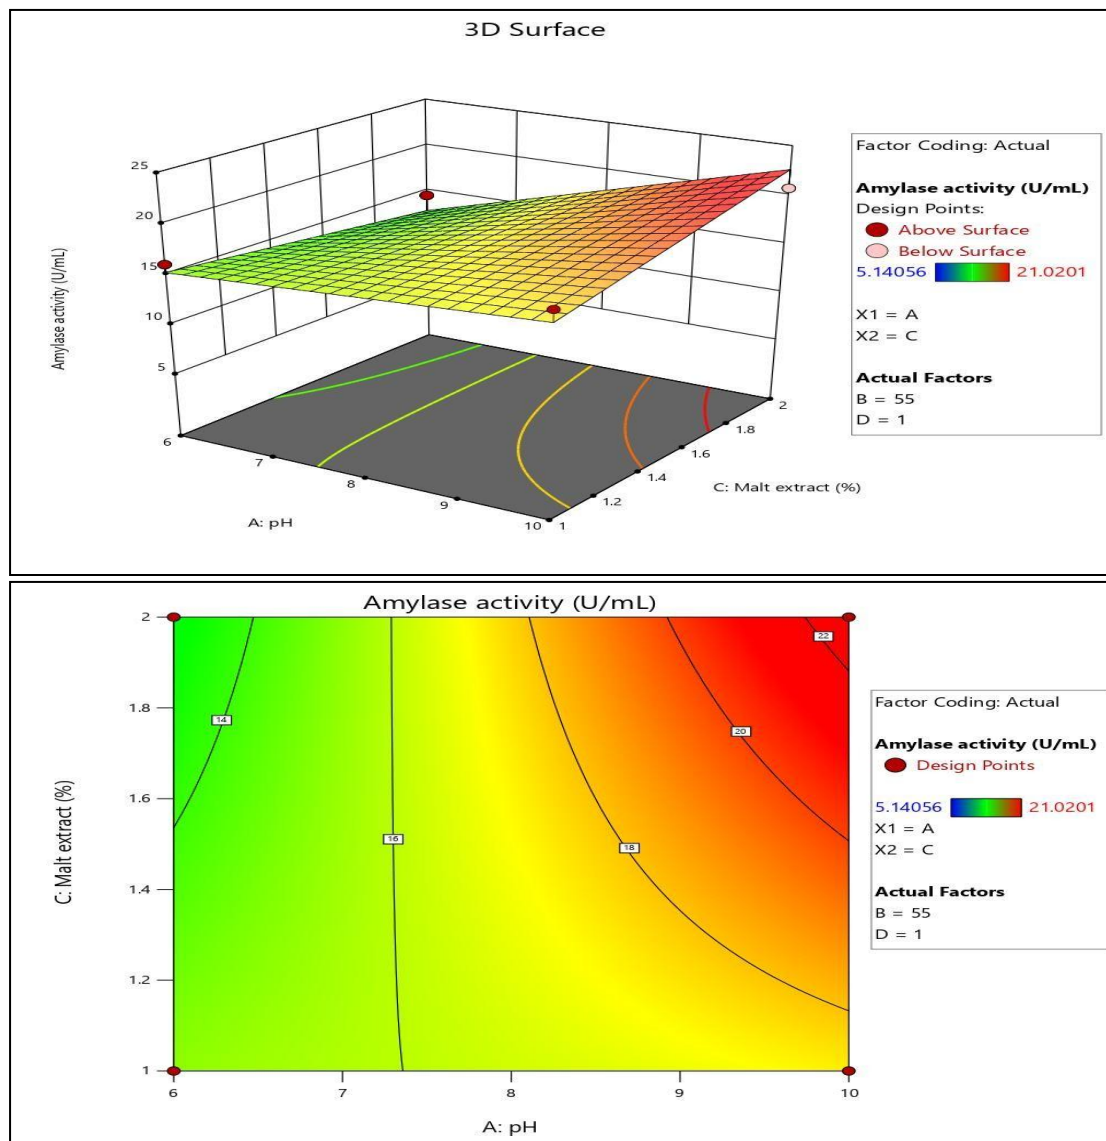 3D Surface
Factor Coding: Actual
Amylase activity (U/mL)
Design Points:
Above Surface
Below Surface
5.14056 21.0201
X1 = A
X2 = C
Actual Factors
B = 55
D = 1
Amylase activity (U/mL)
25
20
15
10
5
6
7
8
9
10
A: pH
1
1.2
1.4
1.6
1.8
2
C: Malt extract (%)
Amylase activity (U/mL)
C: Malt extract (%)
2
1.8
1.6
1.4
1.2
1
14
16
18
20
22
6 7 8 9 10
A: pH
Factor Coding: Actual
Amylase activity (U/mL)
Design Points
5.14056 21.0201
X1 = A
X2 = C
Actual Factors
B = 55
D = 1